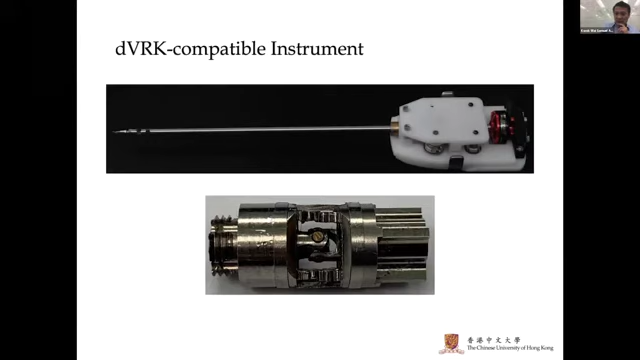 dVRK-compatible Instrument
香港中文大學
The Chinese University of Hong Kong